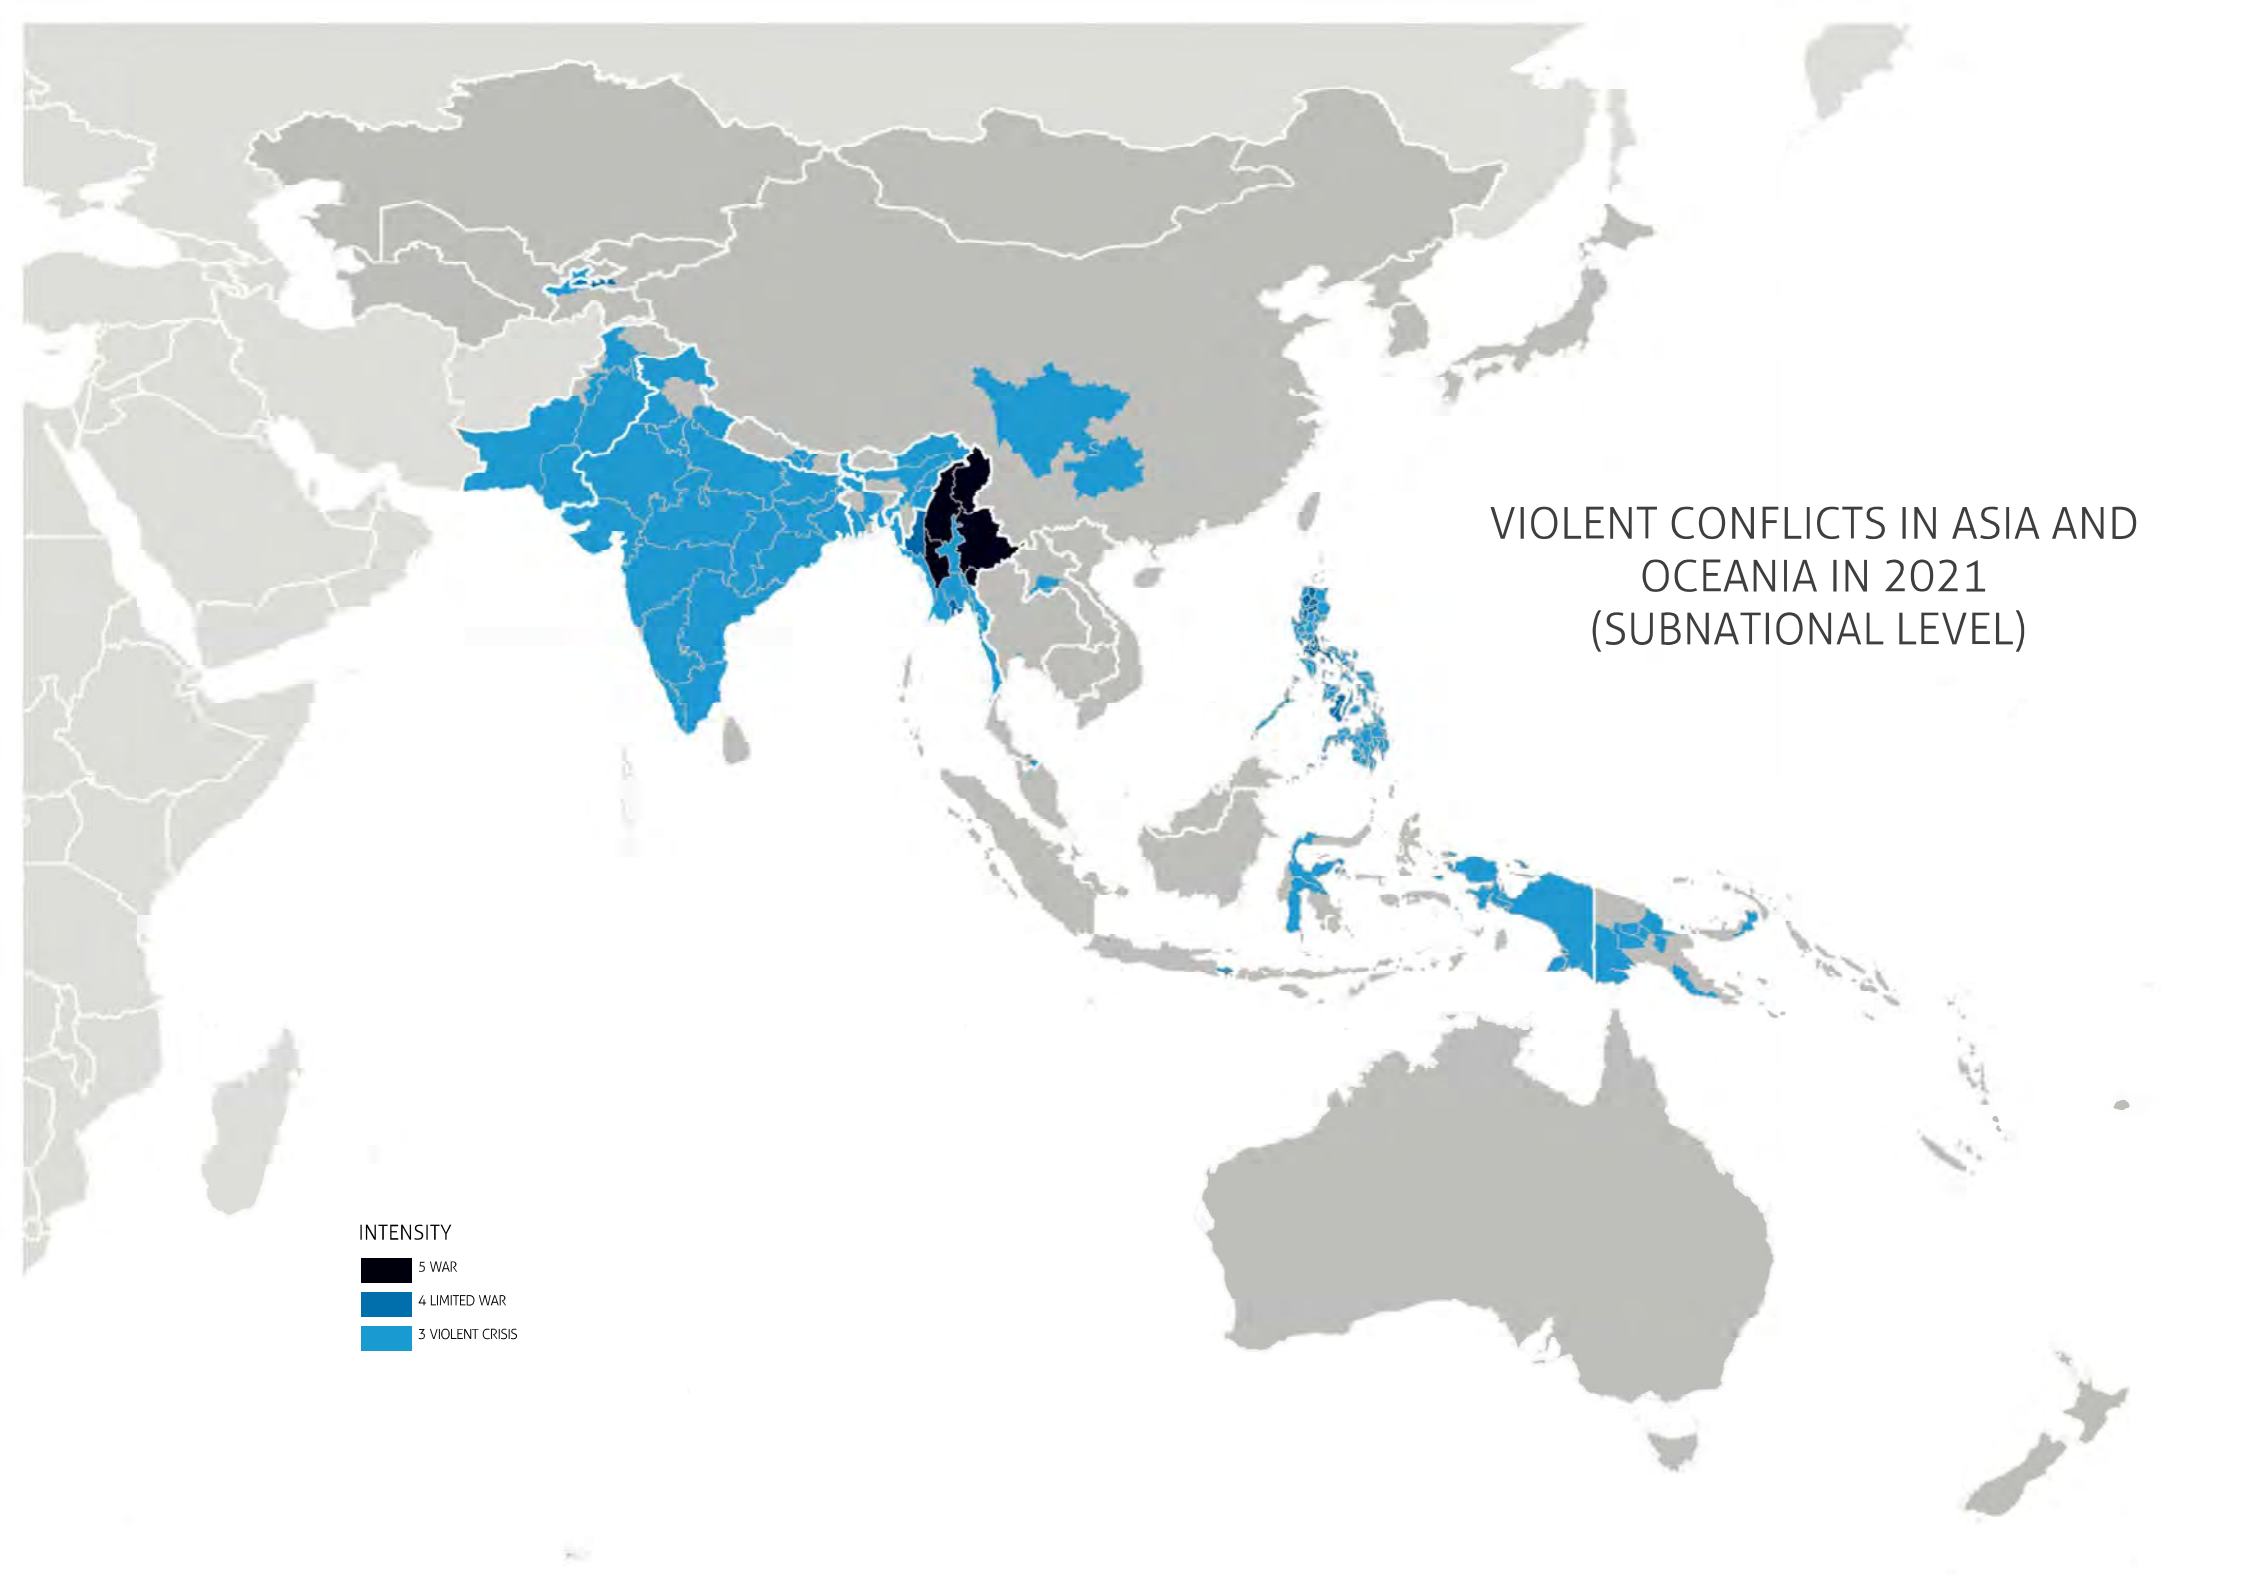 VIOLENT CONFLICTS IN ASIA AND
OCEANIA IN 2021
(SUBNATIONAL LEVEL)
INTENSITY
5 WAR
4 LIMITED WAR
3 VIOLENT CRISIS